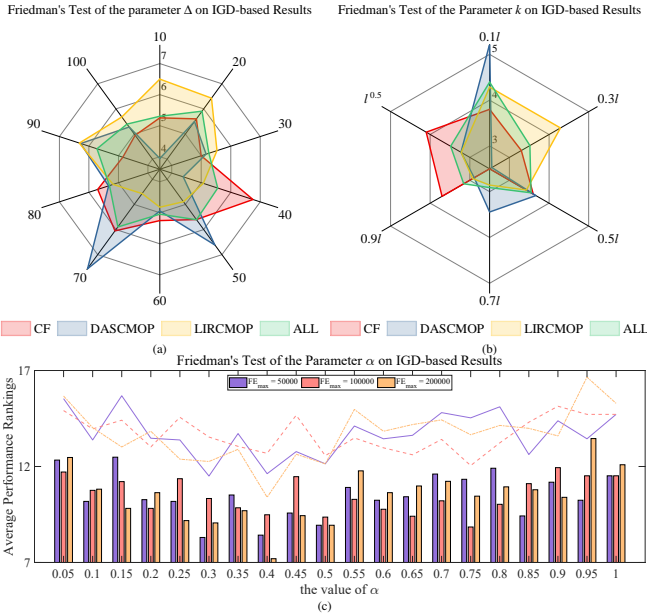 Friedman's Test of the parameter Δ on IGD-based Results
10
20
30
40
50
60
70
80
90
100
7
6
5
4
CF DASCMOP LIRCMOP ALL
(a)
Friedman's Test of the Parameter k on IGD-based Results
0.1l
0.3l
0.5l
0.7l
0.9l
l^0.5
5
4
3
CF DASCMOP LIRCMOP ALL
(b)
Friedman's Test of the Parameter α on IGD-based Results
FEmax = 50000 FEmax = 100000 FEmax = 200000
Average Performance Rankings
17
12
7
0.05 0.1 0.15 0.2 0.25 0.3 0.35 0.4 0.45 0.5 0.55 0.6 0.65 0.7 0.75 0.8 0.85 0.9 0.95 1
the value of α
(c)